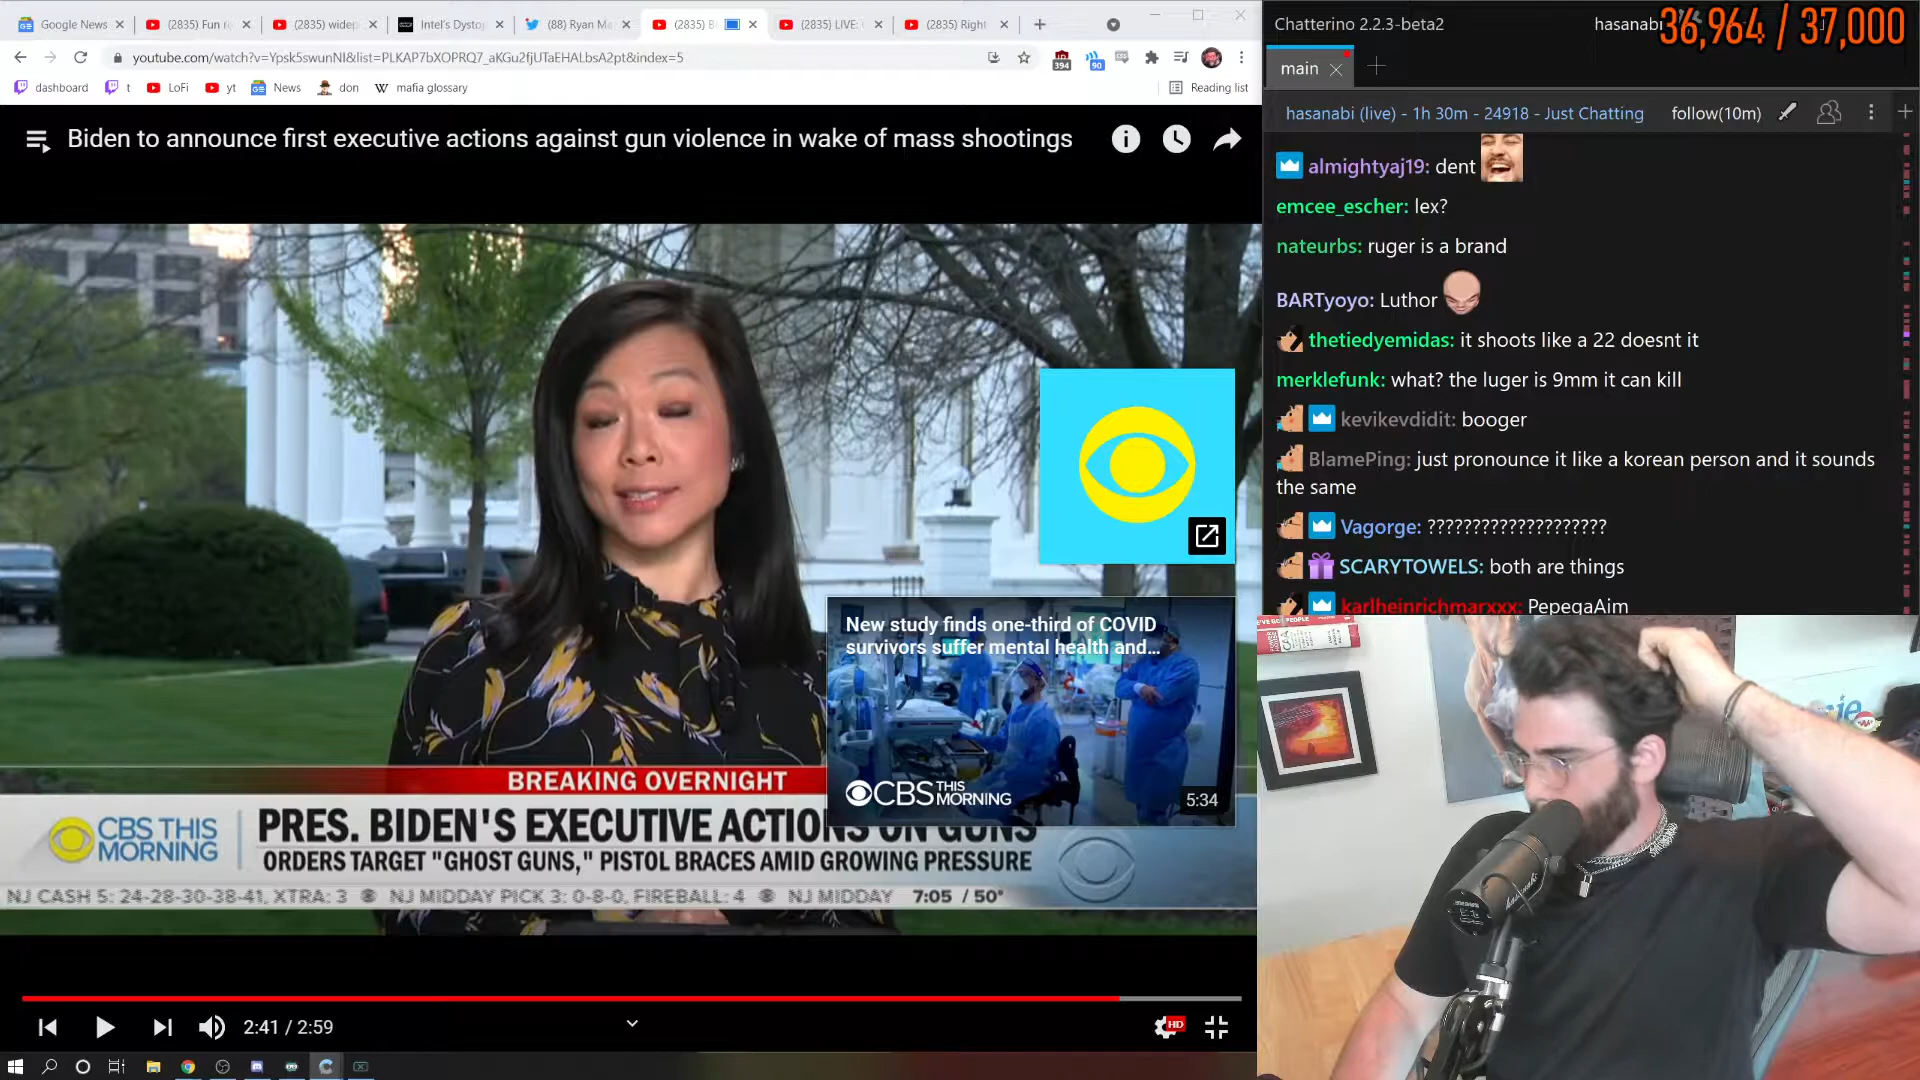 Google News
(2835) Fun r
(2835) widep
Intel's Dysto
(88) Ryan Ma
(2835) B
(2835) LIVE:
(2835) Right
youtube.com/watch?v=Ypsk5swunNI&list=PLKAP7bXOPRQ7_aKGu2fjUTaEHALbsA2pt&index=5
394
90
dashboard
t
LoFi
yt
News
don
mafia glossary
Reading list
Biden to announce first executive actions against gun violence in wake of mass shootings
New study finds one-third of COVID
survivors suffer mental health and...
CBS THIS MORNING
5:34
BREAKING OVERNIGHT
CBS THIS
MORNING
PRES. BIDEN'S EXECUTIVE ACTIONS ON GUNS
ORDERS TARGET "GHOST GUNS," PISTOL BRACES AMID GROWING PRESSURE
NJ CASH 5: 24-28-30-38-41, XTRA: 3 NJ MIDDAY PICK 3: 0-8-0, FIREBALL: 4 NJ MIDDAY 7:05 / 50°
2:41 / 2:59
HD
Chatterino 2.2.3-beta2
hasanabi
36,964 / 37,000
main
hasanabi (live) - 1h 30m - 24918 - Just Chatting
follow(10m)
almightyaj19: dent
emcee_escher: lex?
nateurbs: ruger is a brand
BARTyoyo: Luthor
thetiedyemidas: it shoots like a 22 doesnt it
merklefunk: what? the luger is 9mm it can kill
kevikevdidit: booger
BlamePing: just pronounce it like a korean person and it sounds
the same
Vagorge: ????????????????????
SCARYTOWELS: both are things
karlheinrichmarxxx: PepegaAim